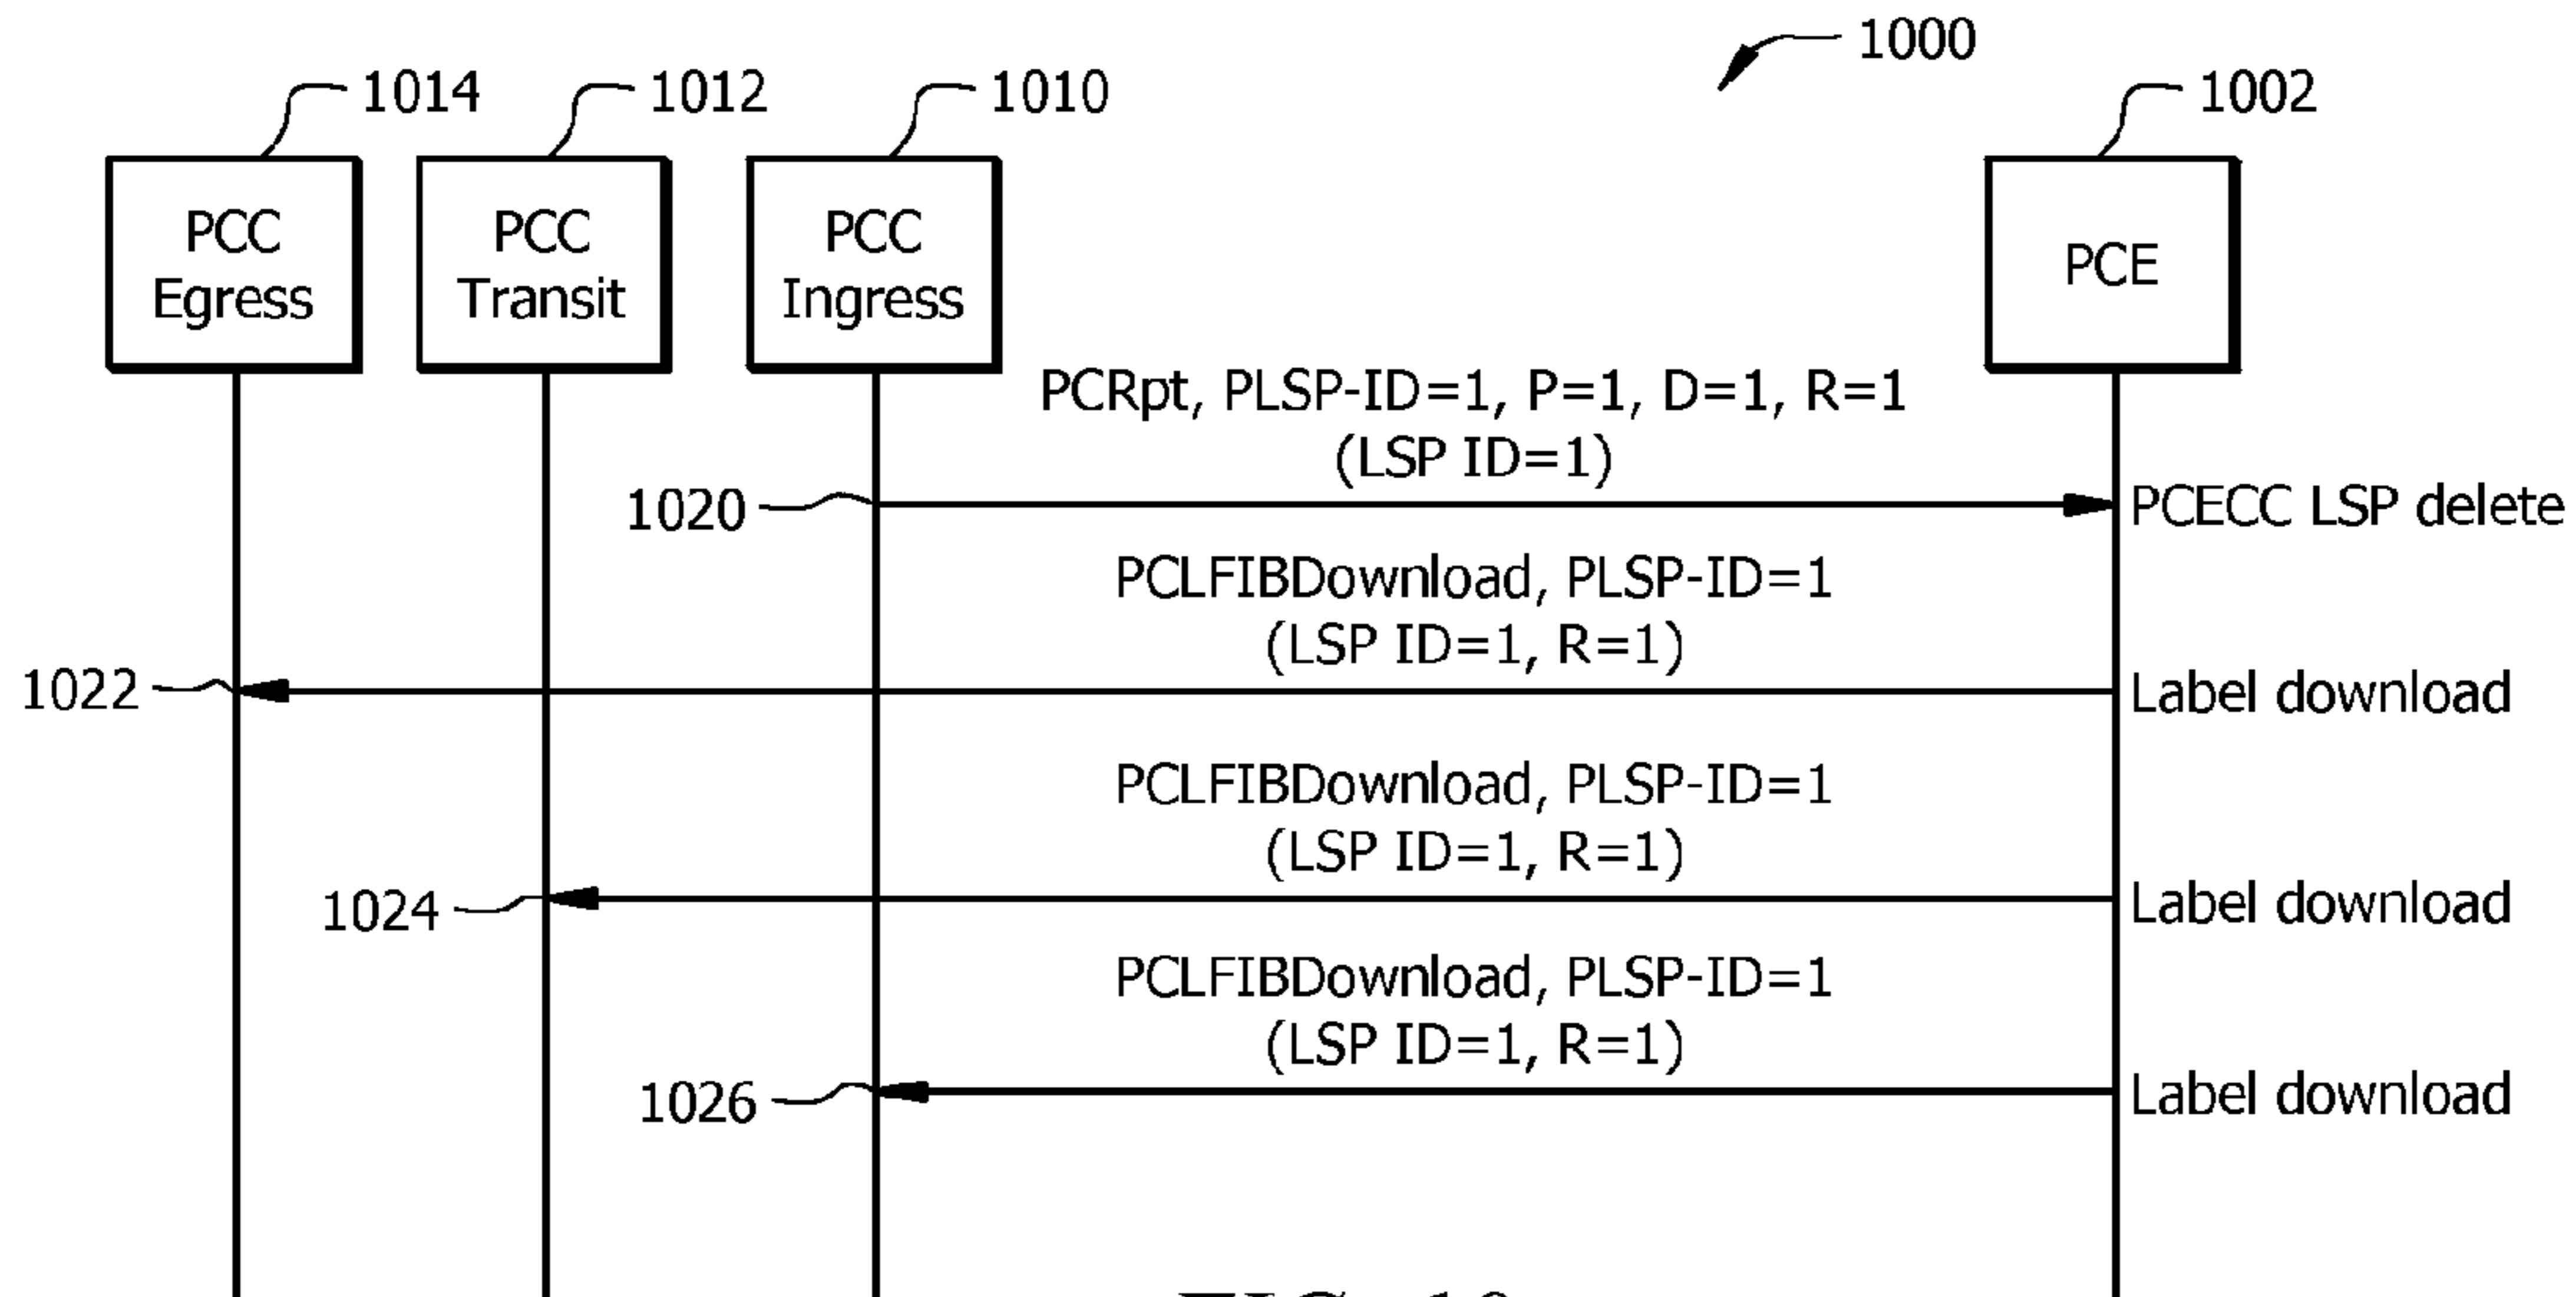 1000
1014
1012
1010
1002
PCC
Egress
PCC
Transit
PCC
Ingress
PCE
PCRpt, PLSP-ID=1, P=1, D=1, R=1
(LSP ID=1)
1020
PCECC LSP delete
PCLFIBDownload, PLSP-ID=1
(LSP ID=1, R=1)
1022
Label download
PCLFIBDownload, PLSP-ID=1
(LSP ID=1, R=1)
1024
Label download
PCLFIBDownload, PLSP-ID=1
(LSP ID=1, R=1)
1026
Label download